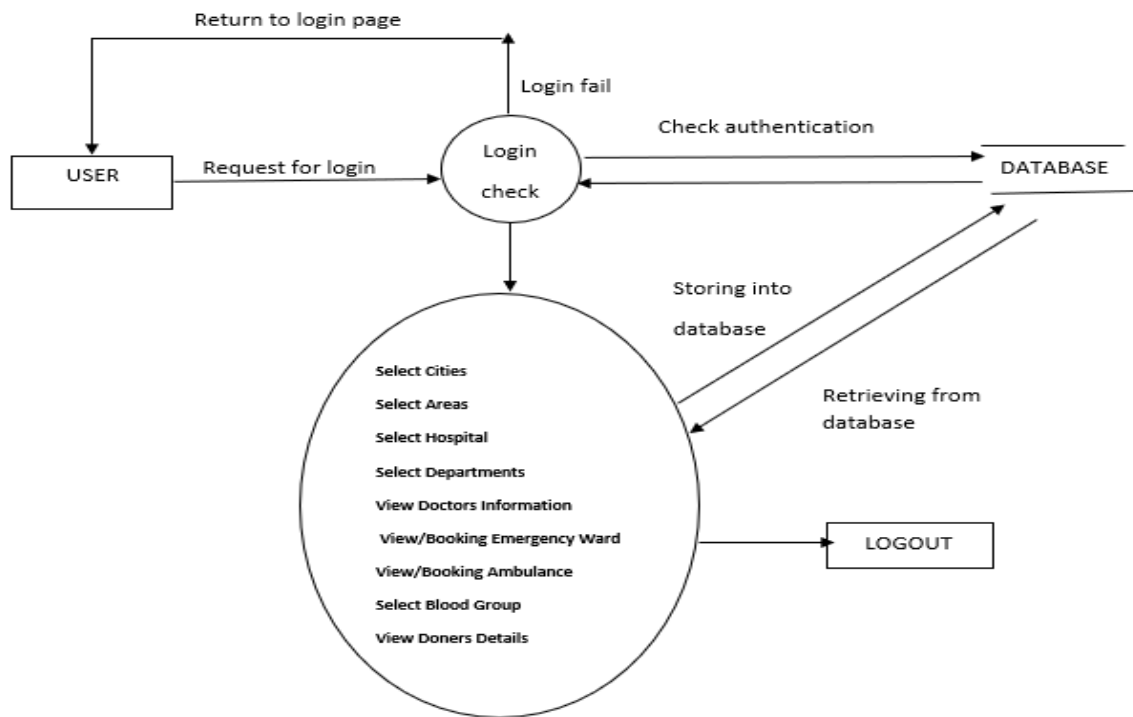 Return to login page
Login fail
Check authentication
Login
check
USER
Request for login
DATABASE
Storing into
database
Retrieving from
database
Select Cities
Select Areas
Select Hospital
Select Departments
View Doctors Information
View/Booking Emergency Ward
View/Booking Ambulance
Select Blood Group
View Doners Details
LOGOUT